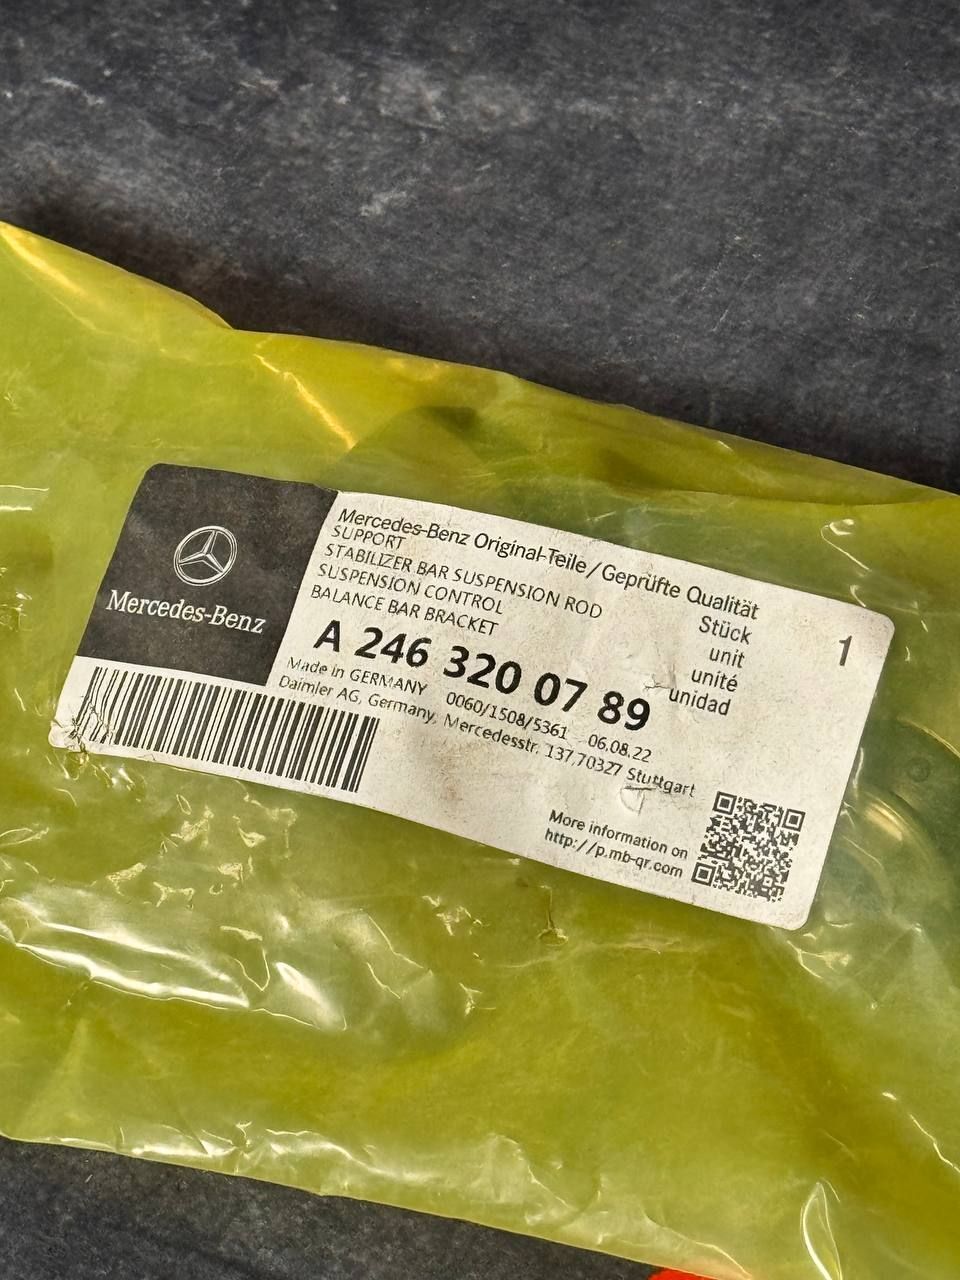 Mercedes-Benz
Mercedes-Benz Original-Teile/Geprüfte Qualität
SUPPORT
STABILIZER BAR SUSPENSION ROD
SUSPENSION CONTROL
BALANCE BAR BRACKET
Stück
unit
unité
unidad
1
A 246 320 07 89
Made in GERMANY 0060/1508/5361 06.08.22
Daimler AG, Germany, Mercedesstr. 137,70327 Stuttgart
More information on
http://p.mb-qr.com